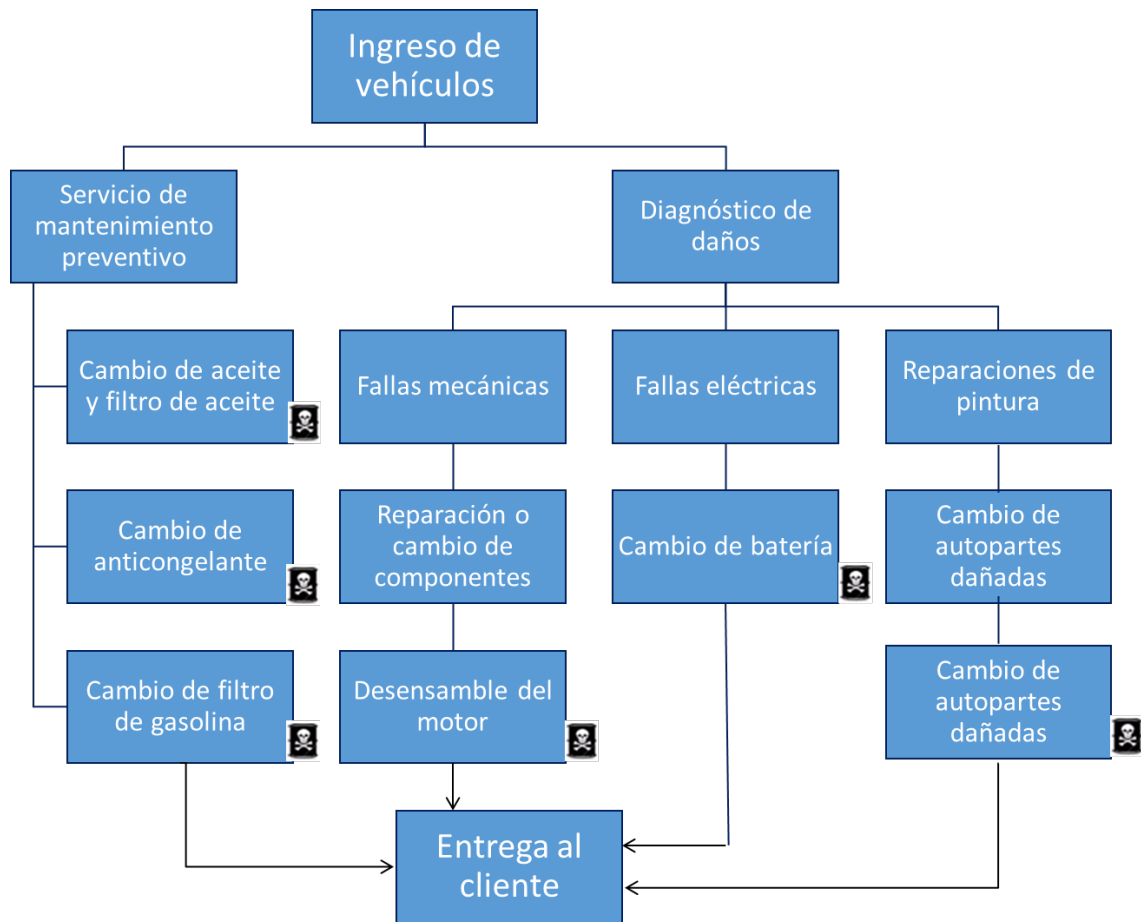 Ingreso de
vehículos
Servicio de
mantenimiento
preventivo
Diagnóstico de
daños
Cambio de aceite
y filtro de aceite
Fallas mecánicas
Fallas eléctricas
Reparaciones de
pintura
Cambio de
anticongelante
Reparación o
cambio de
componentes
Cambio de batería
Cambio de
autopartes
dañadas
Cambio de filtro
de gasolina
Desensamble del
motor
Cambio de
autopartes
dañadas
Entrega al
cliente